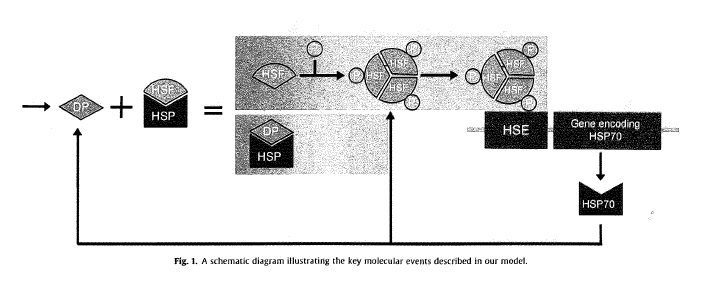 DP
HSF
HSP
HSF
P
P
HSF
HSF
HSF
P
P
HSF
HSF
HSF
P
P
DP
HSP
HSE
Gene encoding
HSP70
HSP70
Fig. 1. A schematic diagram illustrating the key molecular events described in our model.